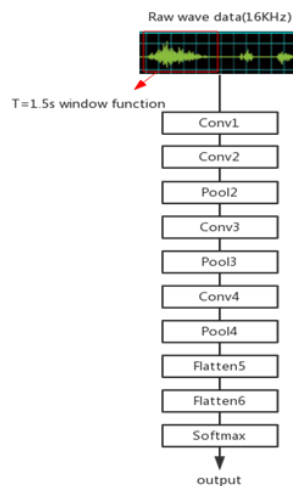 Raw wave data(16KHz)
T=1.5s window function
Conv1
Conv2
Pool2
Conv3
Pool3
Conv4
Pool4
Flatten5
Flatten6
Softmax
output